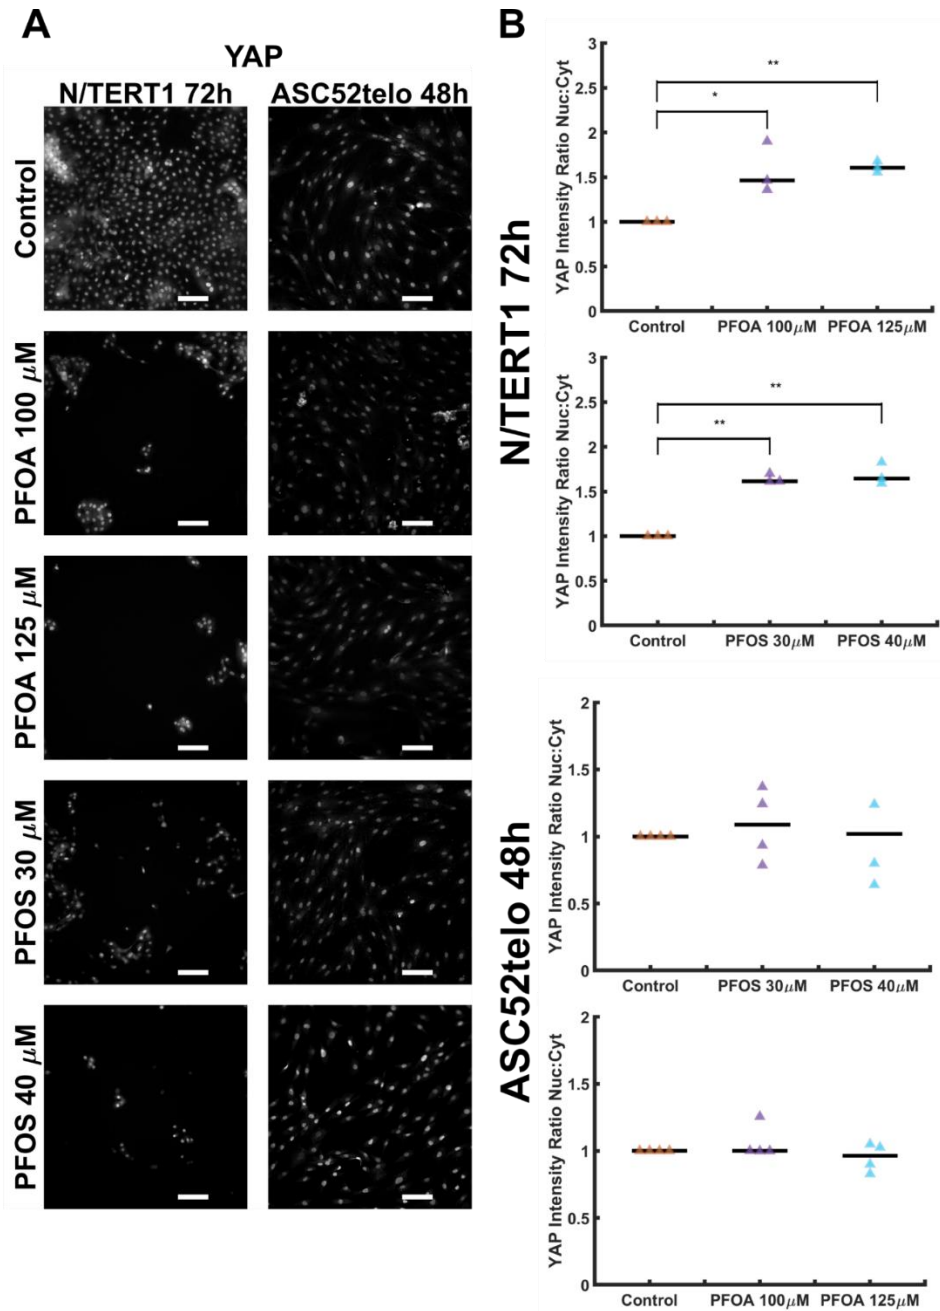 A
YAP
N/TERT1 72h
ASC52telo 48h
Control
PFOA 100 μM
PFOA 125 μM
PFOS 30 μM
PFOS 40 μM
B
N/TERT1 72h
YAP Intensity Ratio Nuc:Cyt
3
2.5
2
1.5
1
0.5
0
**
*
Control
PFOA 100μM
PFOA 125μM
YAP Intensity Ratio Nuc:Cyt
3
2.5
2
1.5
1
0.5
0
**
**
Control
PFOS 30μM
PFOS 40μM
ASC52telo 48h
YAP Intensity Ratio Nuc:Cyt
2
1.5
1
0.5
0
Control
PFOS 30μM
PFOS 40μM
YAP Intensity Ratio Nuc:Cyt
2
1.5
1
0.5
0
Control
PFOA 100μM
PFOA 125μM